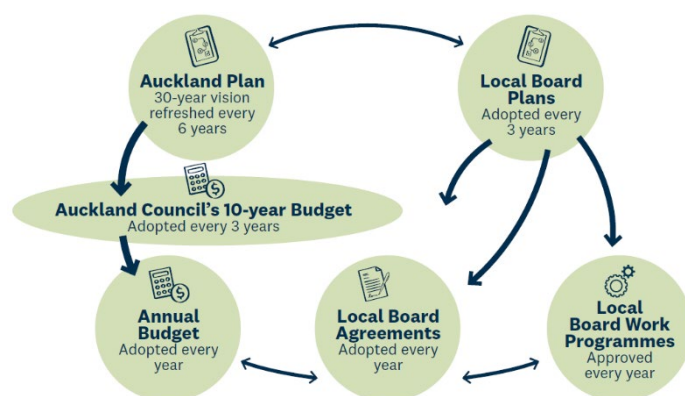 Auckland Plan
30-year vision
refreshed every
6 years
Local Board
Plans
Adopted every
3 years
Auckland Council's 10-year Budget
Adopted every 3 years
Annual
Budget
Adopted every
year
Local Board
Agreements
Adopted every
year
Local
Board Work
Programmes
Approved
every year